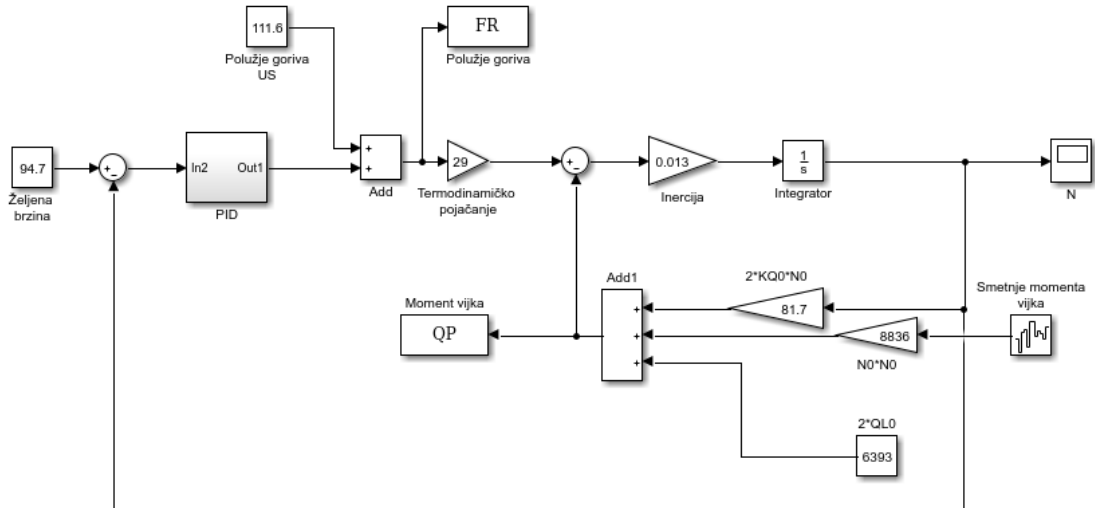 111.6
Polužje goriva
US
FR
Polužje goriva
94.7
Željena
brzina
+
−
In2
Out1
PID
+
+
Add
29
Termodinamičko
pojačanje
+
−
0.013
Inercija
1
s
Integrator
N
Add1
+
+
+
2*KQ0*N0
81.7
Smetnje momenta
vijka
8836
N0*N0
Moment vijka
QP
2*QL0
6393